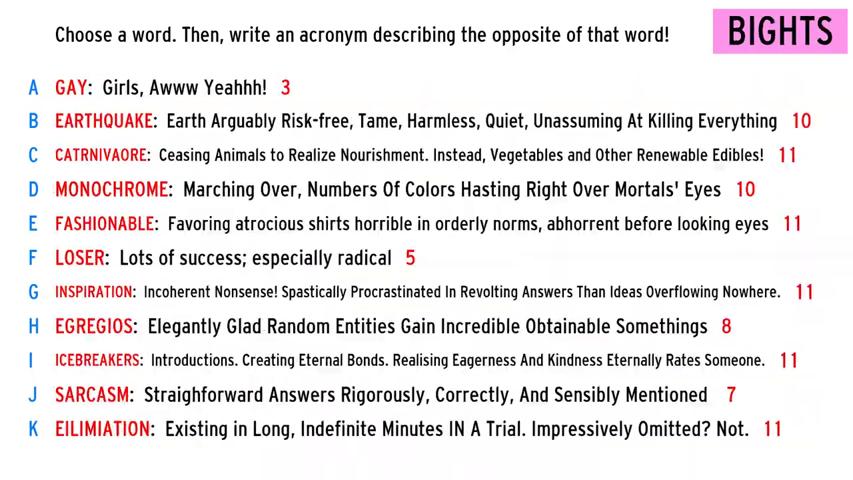 Choose a word. Then, write an acronym describing the opposite of that word!
BIGHTS
A GAY: Girls, Awww Yeahhh! 3
B EARTHQUAKE: Earth Arguably Risk-free, Tame, Harmless, Quiet, Unassuming At Killing Everything 10
C CATRNIVAORE: Ceasing Animals to Realize Nourishment. Instead, Vegetables and Other Renewable Edibles! 11
D MONOCHROME: Marching Over, Numbers Of Colors Hasting Right Over Mortals' Eyes 10
E FASHIONABLE: Favoring atrocious shirts horrible in orderly norms, abhorrent before looking eyes 11
F LOSER: Lots of success; especially radical 5
G INSPIRATION: Incoherent Nonsense! Spastically Procrastinated In Revolting Answers Than Ideas Overflowing Nowhere. 11
H EGREGIOS: Elegantly Glad Random Entities Gain Incredible Obtainable Somethings 8
I ICEBREAKERS: Introductions. Creating Eternal Bonds. Realising Eagerness And Kindness Eternally Rates Someone. 11
J SARCASM: Straighforward Answers Rigorously, Correctly, And Sensibly Mentioned 7
K EILIMIATION: Existing in Long, Indefinite Minutes IN A Trial. Impressively Omitted? Not. 11